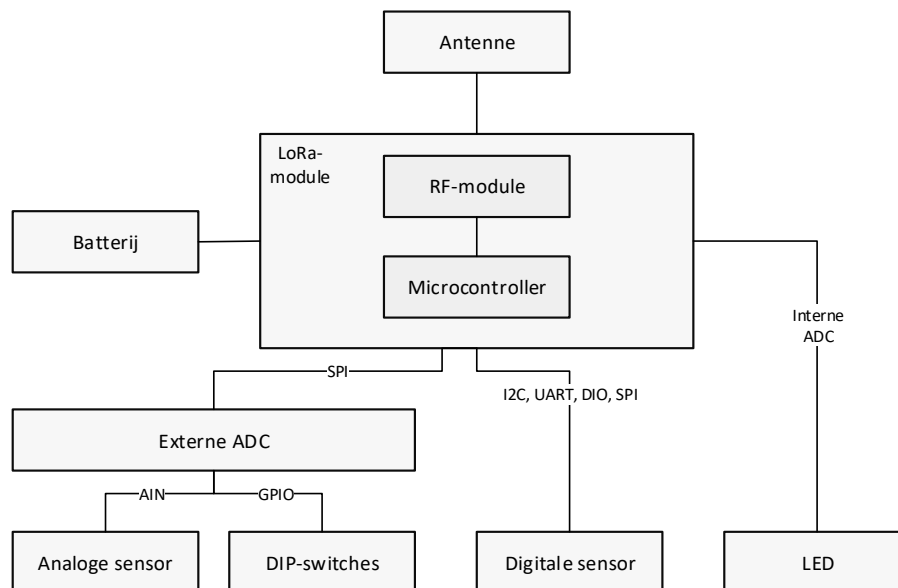 Antenne
LoRa-
module
RF-module
Batterij
Microcontroller
Interne
ADC
SPI
I2C, UART, DIO, SPI
Externe ADC
AIN
GPIO
Analoge sensor
DIP-switches
Digitale sensor
LED